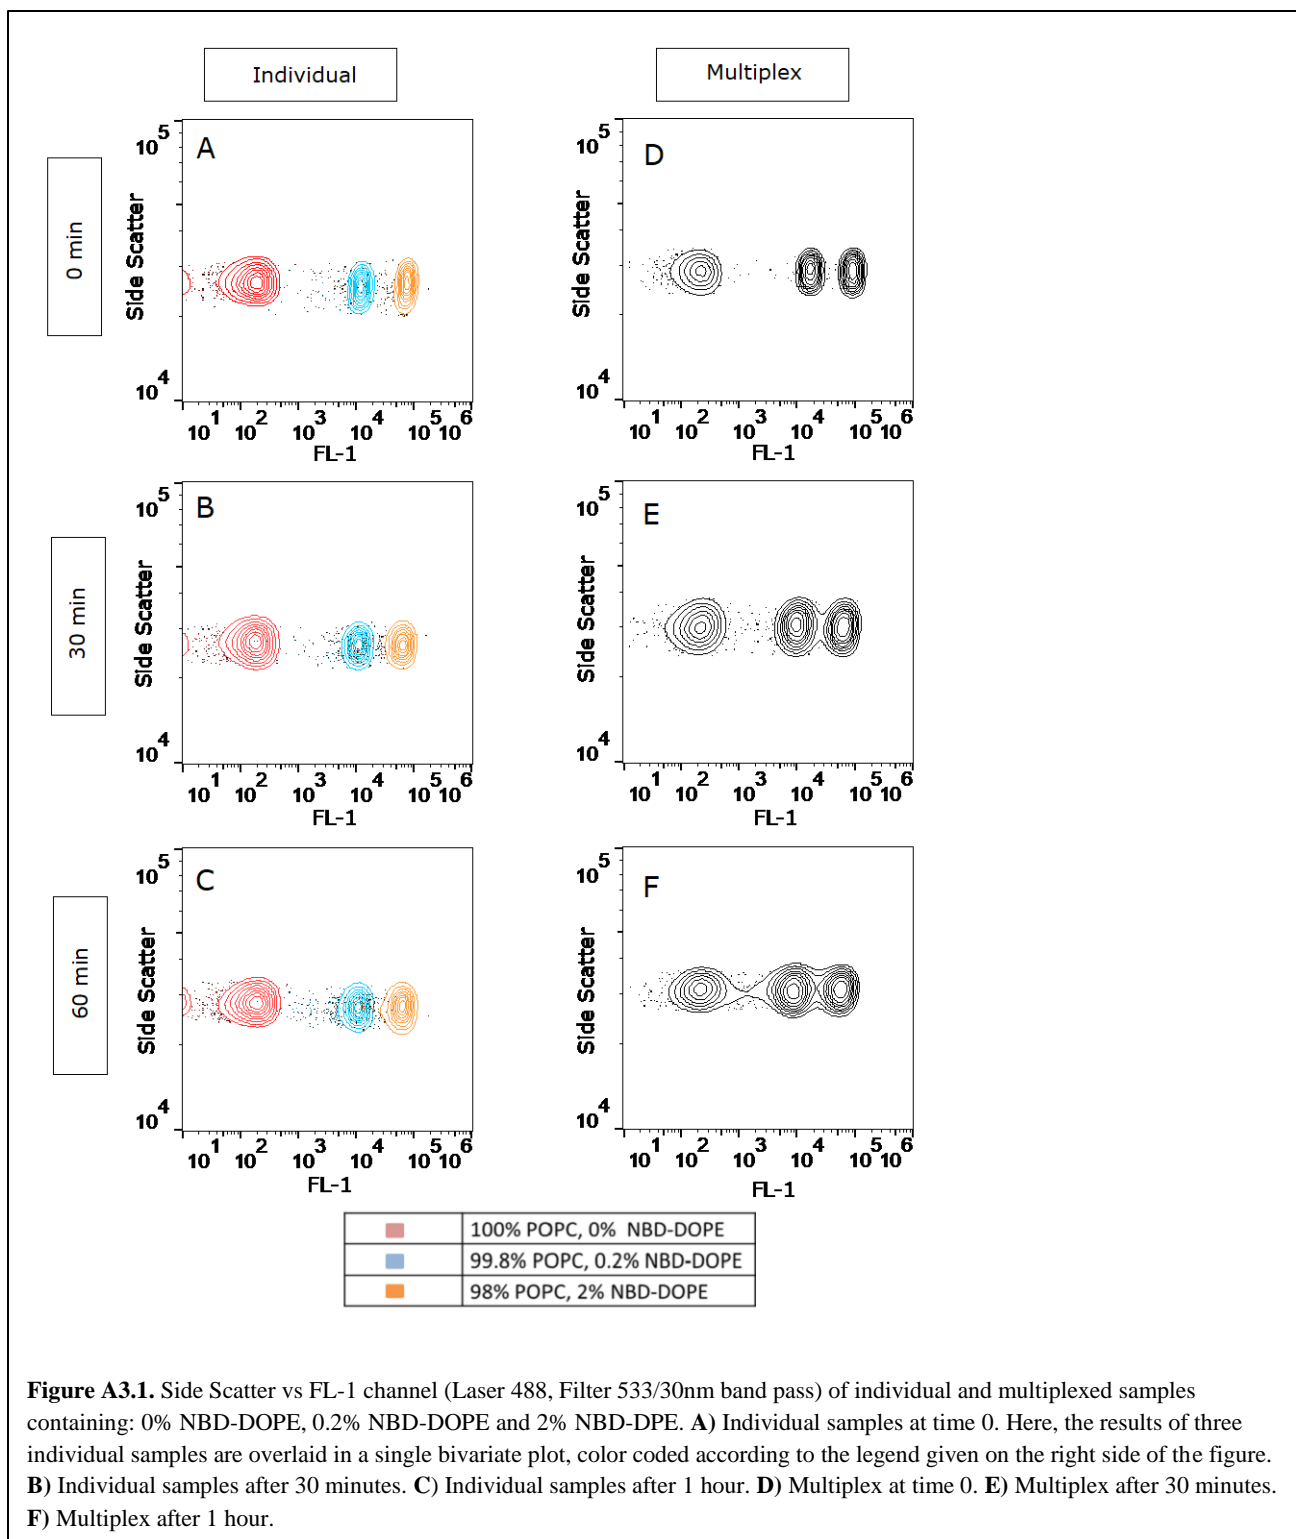 Individual
Multiplex
0 min
A
10^5
Side Scatter
10^4
10^1 10^2 10^3 10^4 10^5 10^6
FL-1
D
10^5
Side Scatter
10^4
10^1 10^2 10^3 10^4 10^5 10^6
FL-1
30 min
B
10^5
Side Scatter
10^4
10^1 10^2 10^3 10^4 10^5 10^6
FL-1
E
10^5
Side Scatter
10^4
10^1 10^2 10^3 10^4 10^5 10^6
FL-1
60 min
C
10^5
Side Scatter
10^4
10^1 10^2 10^3 10^4 10^5 10^6
FL-1
F
10^5
Side Scatter
10^4
10^1 10^2 10^3 10^4 10^5 10^6
FL-1
100% POPC, 0% NBD-DOPE
99.8% POPC, 0.2% NBD-DOPE
98% POPC, 2% NBD-DOPE
Figure A3.1. Side Scatter vs FL-1 channel (Laser 488, Filter 533/30nm band pass) of individual and multiplexed samples
containing: 0% NBD-DOPE, 0.2% NBD-DOPE and 2% NBD-DPE. A) Individual samples at time 0. Here, the results of three
individual samples are overlaid in a single bivariate plot, color coded according to the legend given on the right side of the figure.
B) Individual samples after 30 minutes. C) Individual samples after 1 hour. D) Multiplex at time 0. E) Multiplex after 30 minutes.
F) Multiplex after 1 hour.